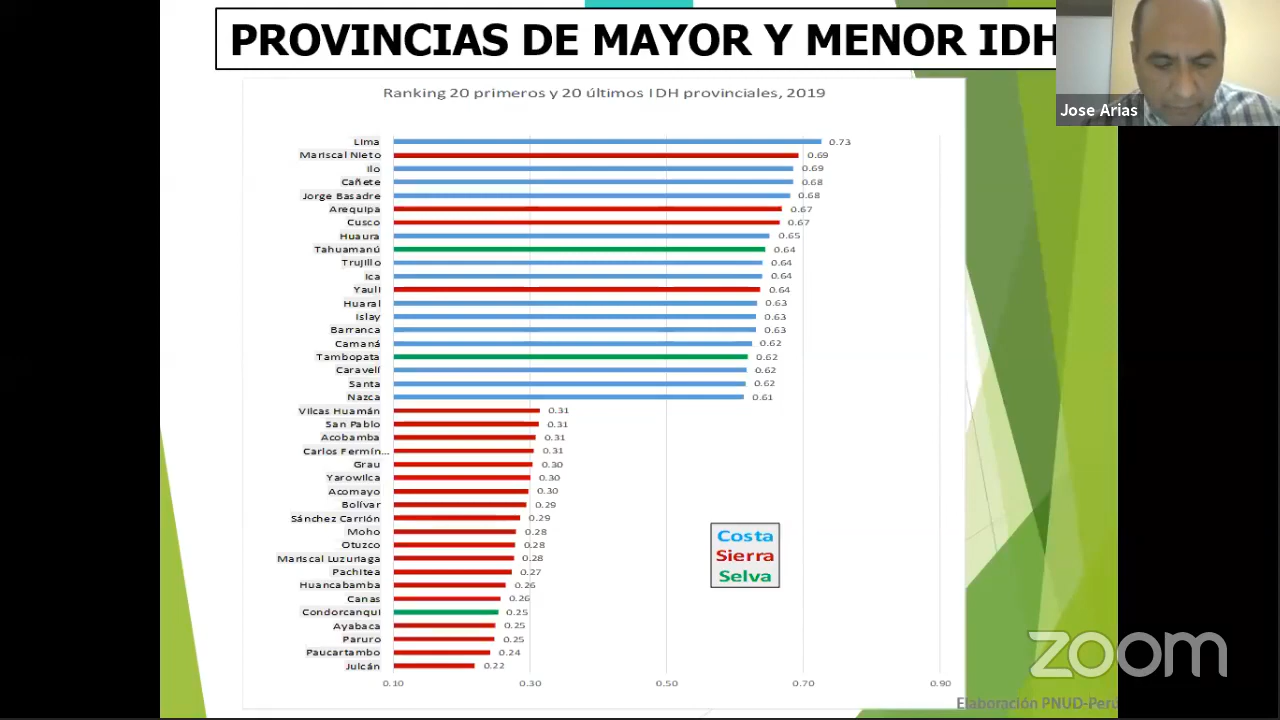 PROVINCIAS DE MAYOR Y MENOR IDH
Jose Arias
Ranking 20 primeros y 20 últimos IDH provinciales, 2019
Lima 0.73
Mariscal Nieto 0.69
Ilo 0.69
Cañete 0.68
Jorge Basadre 0.68
Arequipa 0.67
Cusco 0.67
Huaura 0.65
Tahuamanú 0.64
Trujillo 0.64
Ica 0.64
Yauli 0.64
Huaral 0.63
Islay 0.63
Barranca 0.63
Camaná 0.62
Tambopata 0.62
Caravelí 0.62
Santa 0.62
Nazca 0.61
Vilcas Huamán 0.31
San Pablo 0.31
Acobamba 0.31
Carlos Fermín... 0.31
Grau 0.30
Yarowilca 0.30
Acomayo 0.30
Bolívar 0.29
Sánchez Carrión 0.29
Moho 0.28
Otuzco 0.28
Mariscal Luzuriaga 0.28
Pachitea 0.27
Huancabamba 0.26
Canas 0.26
Condorcanqui 0.25
Ayabaca 0.25
Paruro 0.25
Paucartambo 0.24
Julcán 0.22
0.10 0.30 0.50 0.70 0.90
Costa
Sierra
Selva
zoom
Elaboración PNUD-Perú